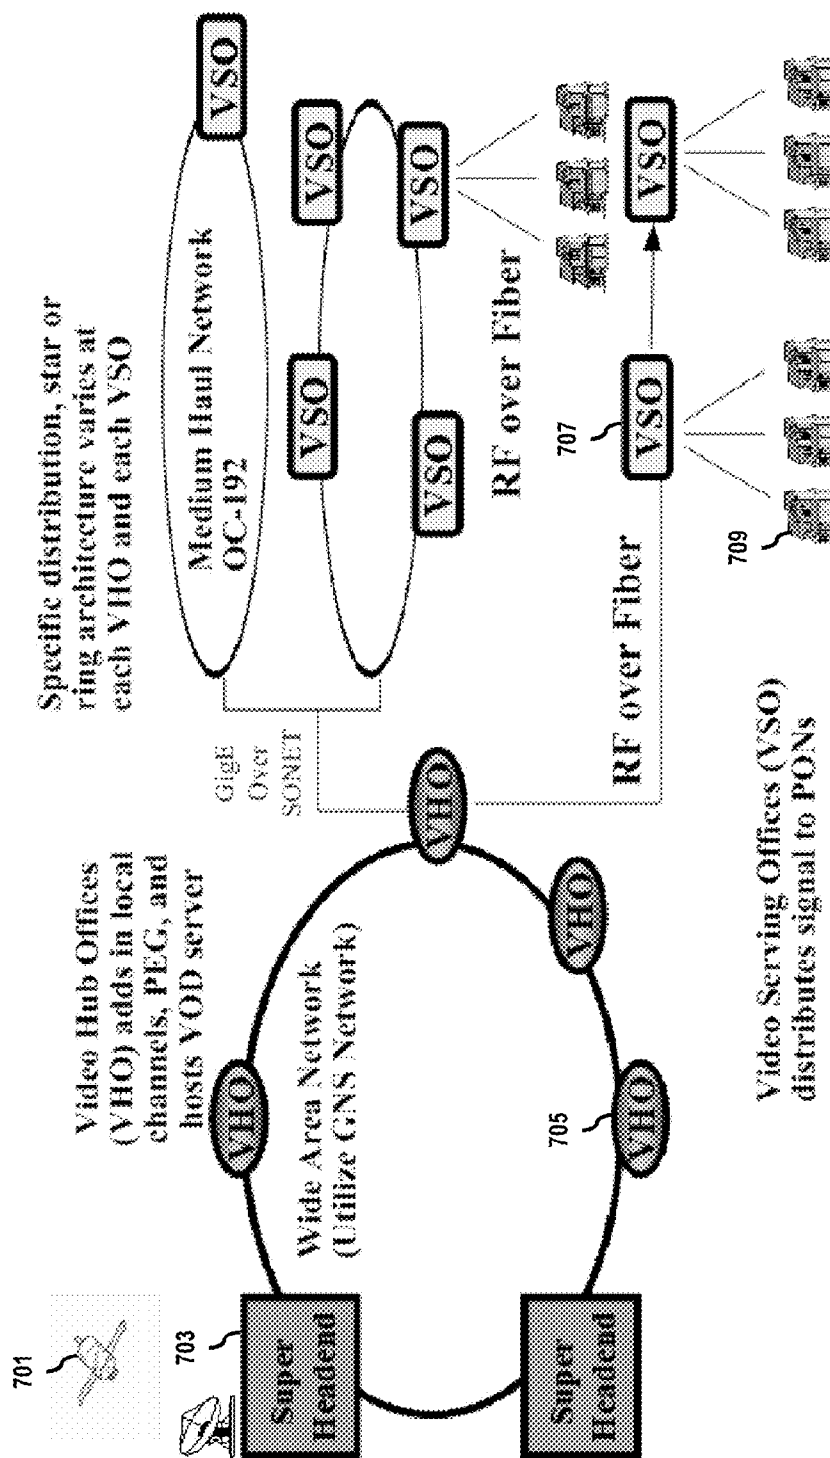 701
703
Super
Headend
Super
Headend
Video Hub Offices
(VHO) adds in local
channels, PEG, and
hosts VOD server
VHO
Wide Area Network
(Utilize GNS Network)
705
VHO
VHO
VHO
GigE
Over
SONET
Specific distribution, star or
ring architecture varies at
each VHO and each VSO
Medium Haul Network
OC-192
VSO
VSO
VSO
VSO
VSO
RF over Fiber
RF over Fiber
707
VSO
VSO
709
Video Serving Offices (VSO)
distributes signal to PONs